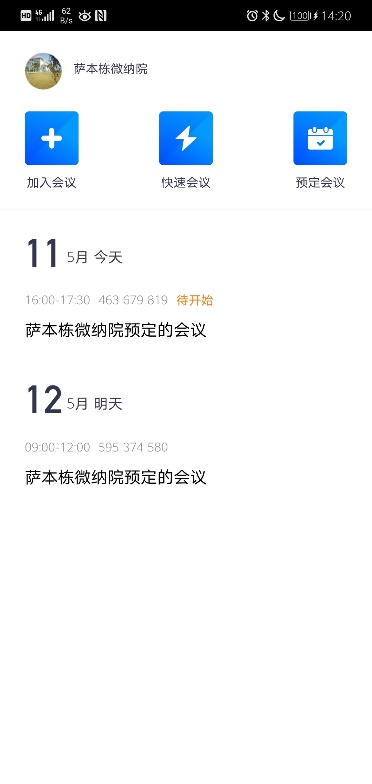 HD 4G 62 B/s 100 14:20
萨本栋微纳院
加入会议 快速会议 预定会议
11 5月 今天
16:00-17:30 463 679 819 待开始
萨本栋微纳院预定的会议
12 5月 明天
09:00-12:00 595 374 580
萨本栋微纳院预定的会议